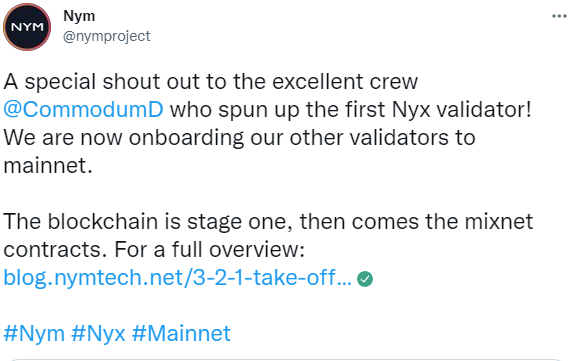 NYM
Nym
@nymproject
A special shout out to the excellent crew
@CommodumD who spun up the first Nyx validator!
We are now onboarding our other validators to
mainnet.
The blockchain is stage one, then comes the mixnet
contracts. For a full overview:
blog.nymtech.net/3-2-1-take-off...
#Nym #Nyx #Mainnet